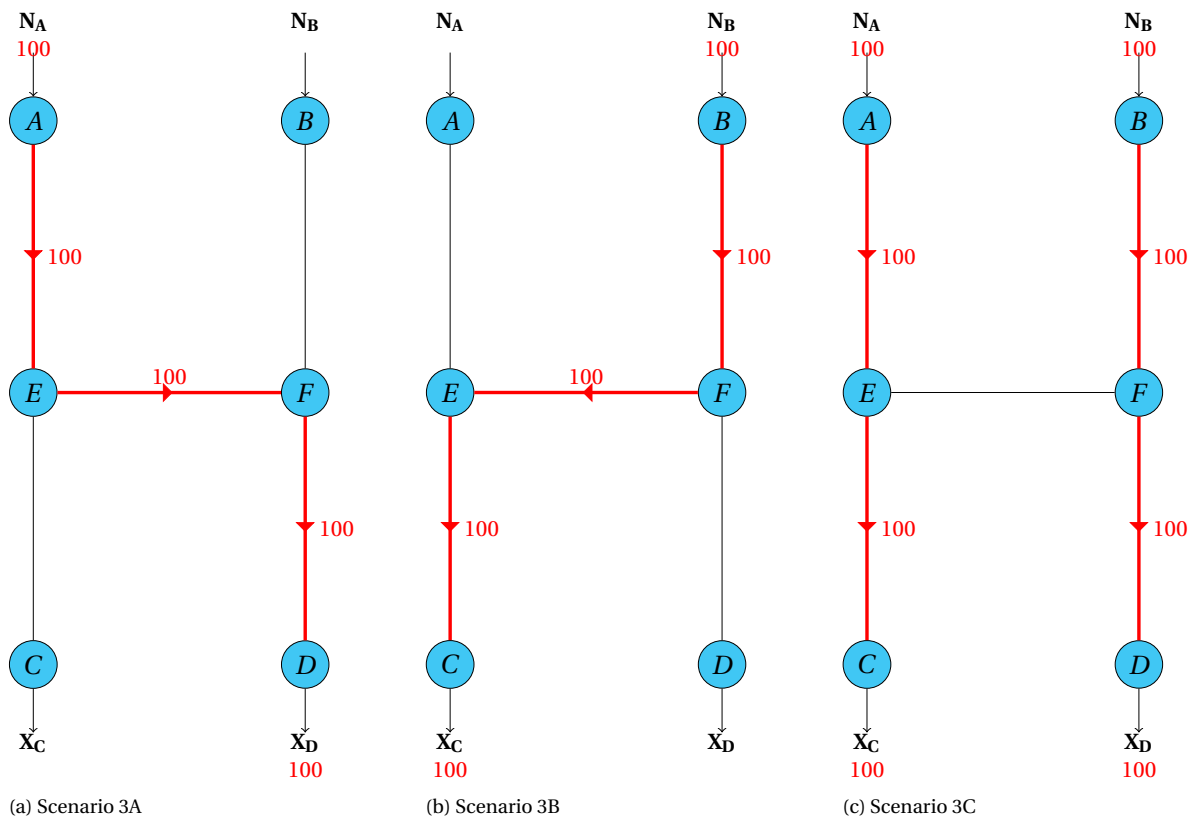 N_A N_B N_A N_B N_A N_B
100 100 100 100
A B A B A B
100 100 100 100
100 100
E F E F E F
100 100 100 100
C D C D C D
X_C X_D X_C X_D X_C X_D
100 100 100 100
(a) Scenario 3A (b) Scenario 3B (c) Scenario 3C